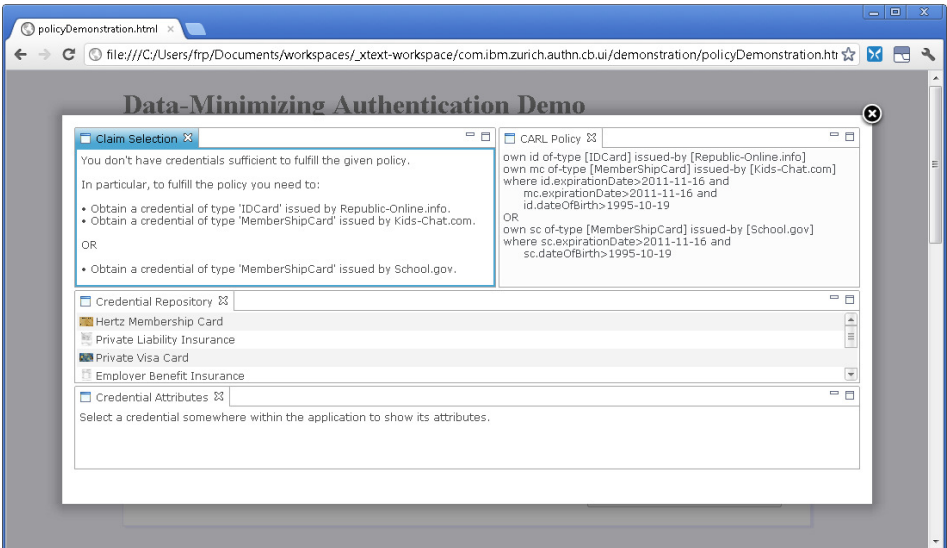 policyDemonstration.html
file:///C:/Users/frp/Documents/workspaces/_xtext-workspace/com.ibm.zurich.authn.cb.ui/demonstration/policyDemonstration.htr
Data-Minimizing Authentication Demo
Claim Selection
You don't have credentials sufficient to fulfill the given policy.
In particular, to fulfill the policy you need to:
• Obtain a credential of type 'IDCard' issued by Republic-Online.info.
• Obtain a credential of type 'MemberShipCard' issued by Kids-Chat.com.
OR
• Obtain a credential of type 'MemberShipCard' issued by School.gov.
CARL Policy
own id of-type [IDCard] issued-by [Republic-Online.info]
own mc of-type [MemberShipCard] issued-by [Kids-Chat.com]
where id.expirationDate>2011-11-16 and
mc.expirationDate>2011-11-16 and
id.dateOfBirth>1995-10-19
OR
own sc of-type [MemberShipCard] issued-by [School.gov]
where sc.expirationDate>2011-11-16 and
sc.dateOfBirth>1995-10-19
Credential Repository
Hertz Membership Card
Private Liability Insurance
Private Visa Card
Employer Benefit Insurance
Credential Attributes
Select a credential somewhere within the application to show its attributes.